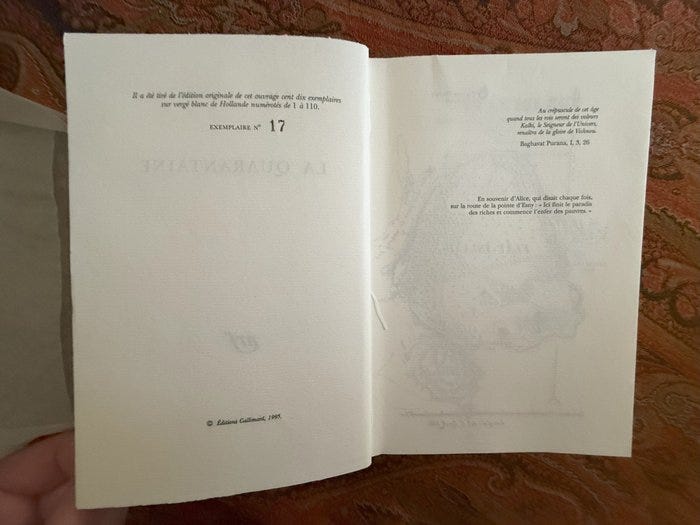 Il a été tiré de l'édition originale de cet ouvrage cent dix exemplaires
sur vergé blanc de Hollande numérotés de 1 à 110.
EXEMPLAIRE N° 17
LA QUARANTAINE
nrf
© Éditions Gallimard, 1995.
Au crépuscule de cet âge
quand tous les rois seront des voleurs
Kalki, le Seigneur de l'Univers,
renaîtra de la gloire de Vishnou.
Baghavat Purana, I, 3, 26
En souvenir d'Alice, qui disait chaque fois,
sur la route de la pointe d'Esny : « Ici finit le paradis
des riches et commence l'enfer des pauvres. »